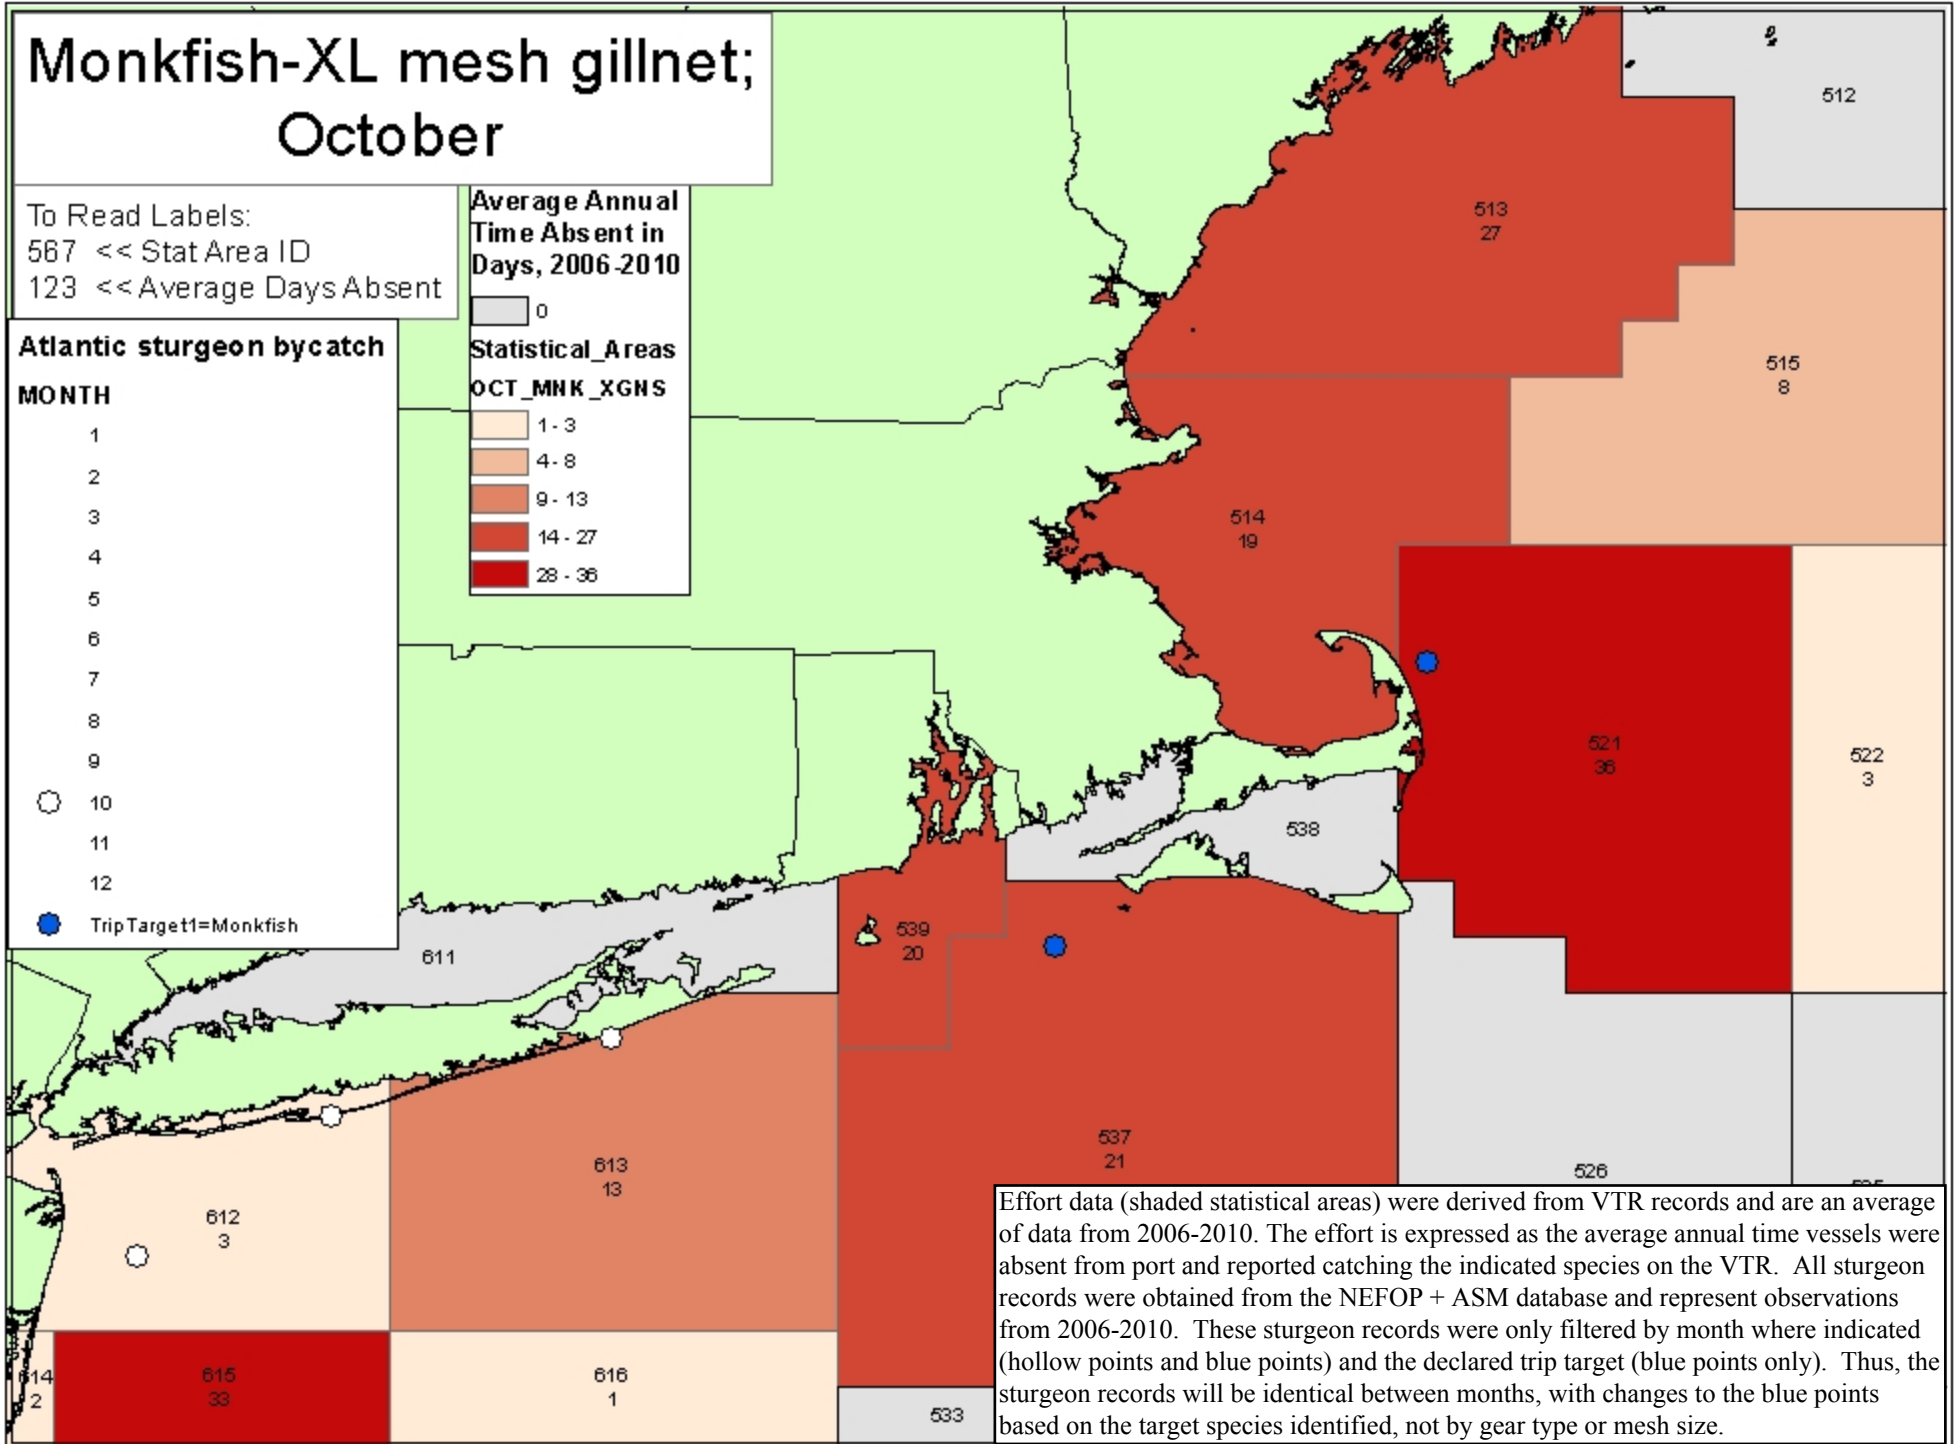 Monkfish-XL mesh gillnet;
October
To Read Labels:
567 << Stat Area ID
123 << Average Days Absent
Average Annual
Time Absent in
Days, 2006-2010
0
Statistical_Areas
OCT_MNK_XGNS
1 - 3
4 - 8
9 - 13
14 - 27
28 - 36
Atlantic sturgeon bycatch
MONTH
1
2
3
4
5
6
7
8
9
10
11
12
TripTarget1=Monkfish
512
513
27
515
8
514
19
521
36
522
3
538
539
20
611
537
21
526
613
13
612
3
614
2
615
33
616
1
533
Effort data (shaded statistical areas) were derived from VTR records and are an average
of data from 2006-2010. The effort is expressed as the average annual time vessels were
absent from port and reported catching the indicated species on the VTR. All sturgeon
records were obtained from the NEFOP + ASM database and represent observations
from 2006-2010. These sturgeon records were only filtered by month where indicated
(hollow points and blue points) and the declared trip target (blue points only). Thus, the
sturgeon records will be identical between months, with changes to the blue points
based on the target species identified, not by gear type or mesh size.